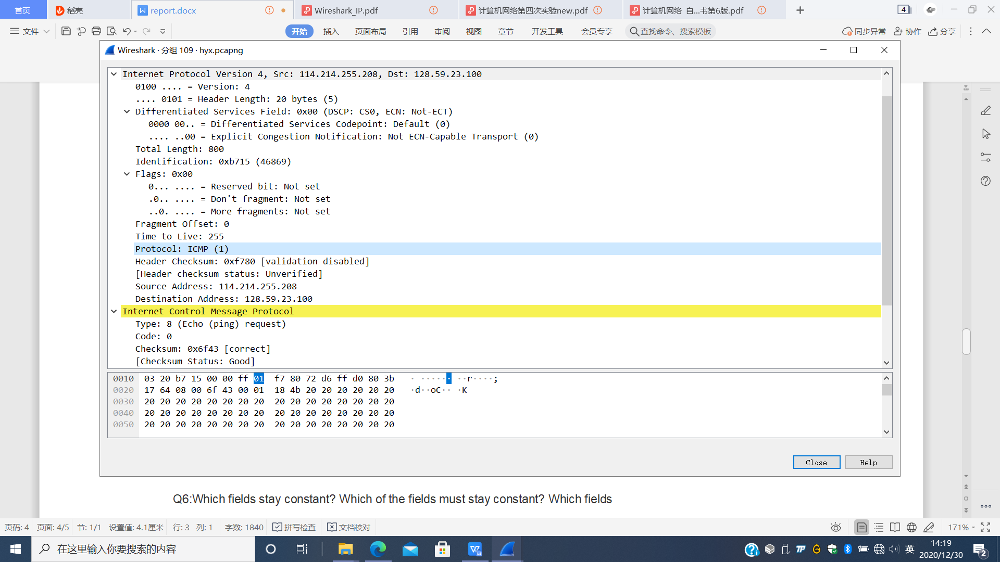 首页
稻壳
report.docx
Wireshark_IP.pdf
计算机网络第四次实验new.pdf
计算机网络 自...书第6版.pdf
4
文件
开始
插入
页面布局
引用
审阅
视图
章节
开发工具
会员专享
查找命令、搜索模板
同步异常
协作
分享
Wireshark · 分组 109 · hyx.pcapng
Internet Protocol Version 4, Src: 114.214.255.208, Dst: 128.59.23.100
0100 .... = Version: 4
.... 0101 = Header Length: 20 bytes (5)
Differentiated Services Field: 0x00 (DSCP: CS0, ECN: Not-ECT)
0000 00.. = Differentiated Services Codepoint: Default (0)
.... ..00 = Explicit Congestion Notification: Not ECN-Capable Transport (0)
Total Length: 800
Identification: 0xb715 (46869)
Flags: 0x00
0... .... = Reserved bit: Not set
.0.. .... = Don't fragment: Not set
..0. .... = More fragments: Not set
Fragment Offset: 0
Time to Live: 255
Protocol: ICMP (1)
Header Checksum: 0xf780 [validation disabled]
[Header checksum status: Unverified]
Source Address: 114.214.255.208
Destination Address: 128.59.23.100
Internet Control Message Protocol
Type: 8 (Echo (ping) request)
Code: 0
Checksum: 0x6f43 [correct]
[Checksum Status: Good]
0010 03 20 b7 15 00 00 ff 01 f7 80 72 d6 ff d0 80 3b · ······ ··r····;
0020 17 64 08 00 6f 43 00 01 18 4b 20 20 20 20 20 20 ·d··oC·· ·K
0030 20 20 20 20 20 20 20 20 20 20 20 20 20 20 20 20
0040 20 20 20 20 20 20 20 20 20 20 20 20 20 20 20 20
0050 20 20 20 20 20 20 20 20 20 20 20 20 20 20 20 20
Close
Help
Q6:Which fields stay constant? Which of the fields must stay constant? Which fields
页码: 4 页面: 4/5 节: 1/1 设置值: 4.1厘米 行: 3 列: 1 字数: 1840 拼写检查 文档校对 171%
在这里输入你要搜索的内容
英
14:19
2020/12/30
2